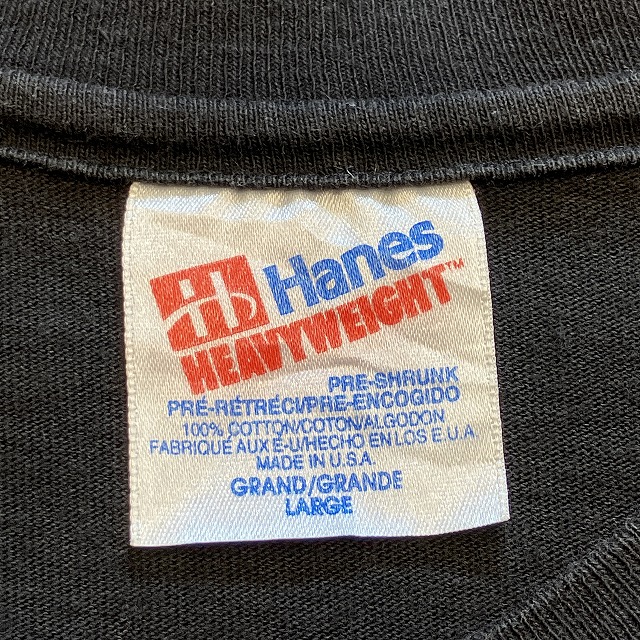 Hanes
HEAVYWEIGHT™
PRE-SHRUNK
PRÉ-RÉTRÉCI/PRE-ENCOGIDO
100% COTTON/COTON/ALGODON
FABRIQUÉ AUX É-U/HECHO EN LOS E.U.A.
MADE IN U.S.A.
GRAND/GRANDE
LARGE